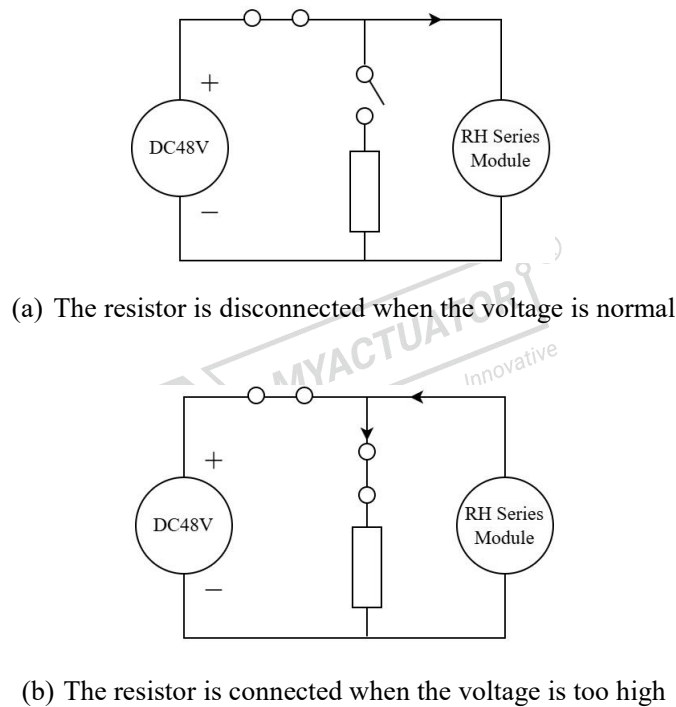 +
DC48V
RH Series
Module
−
(a) The resistor is disconnected when the voltage is normal
MYACTUATOR
Innovative
+
DC48V
RH Series
Module
−
(b) The resistor is connected when the voltage is too high